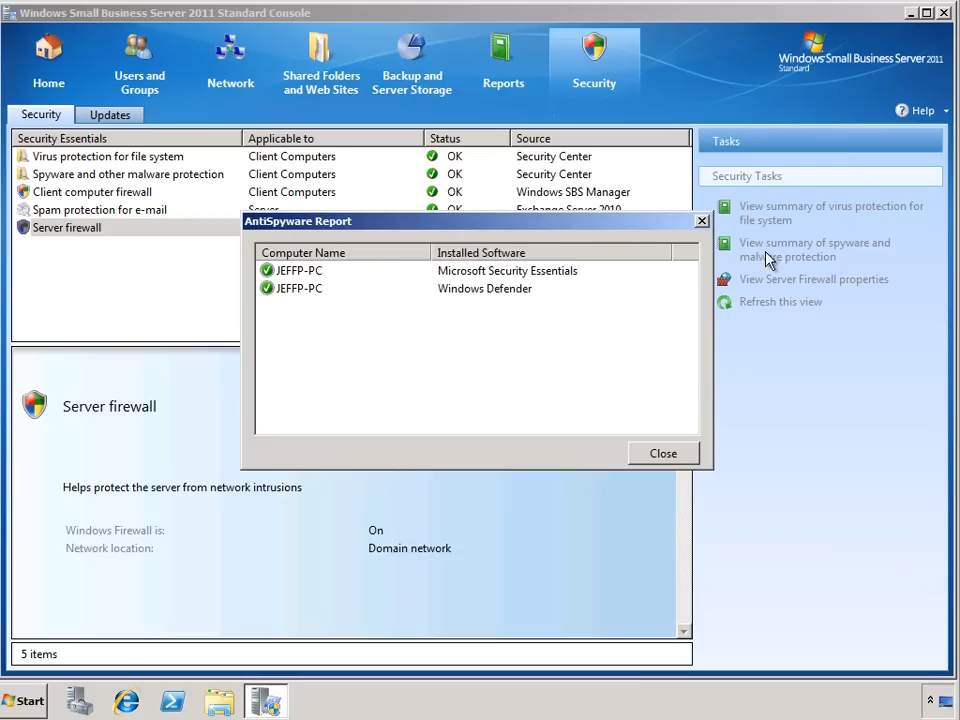 Windows Small Business Server 2011 Standard Console
Home
Users and
Groups
Network
Shared Folders
and Web Sites
Backup and
Server Storage
Reports
Security
Windows Small Business Server 2011
Standard
Security
Updates
Help
Security Essentials
Applicable to
Status
Source
Virus protection for file system
Client Computers
OK
Security Center
Spyware and other malware protection
Client Computers
OK
Security Center
Client computer firewall
Client Computers
OK
Windows SBS Manager
Spam protection for e-mail
Server
OK
Exchange Server 2010
Server firewall
AntiSpyware Report
Computer Name
Installed Software
JEFFP-PC
Microsoft Security Essentials
JEFFP-PC
Windows Defender
Close
Server firewall
Helps protect the server from network intrusions
Windows Firewall is:
On
Network location:
Domain network
5 items
Tasks
Security Tasks
View summary of virus protection for
file system
View summary of spyware and
malware protection
View Server Firewall properties
Refresh this view
Start